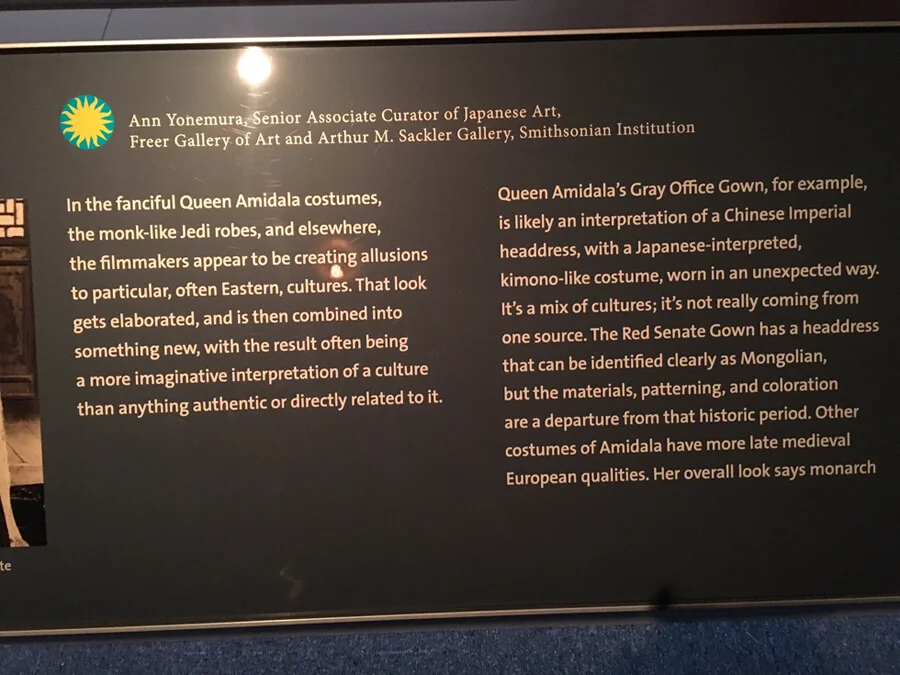 Ann Yonemura, Senior Associate Curator of Japanese Art,
Freer Gallery of Art and Arthur M. Sackler Gallery, Smithsonian Institution
In the fanciful Queen Amidala costumes,
the monk-like Jedi robes, and elsewhere,
the filmmakers appear to be creating allusions
to particular, often Eastern, cultures. That look
gets elaborated, and is then combined into
something new, with the result often being
a more imaginative interpretation of a culture
than anything authentic or directly related to it.
Queen Amidala's Gray Office Gown, for example,
is likely an interpretation of a Chinese Imperial
headdress, with a Japanese-interpreted,
kimono-like costume, worn in an unexpected way.
It's a mix of cultures; it's not really coming from
one source. The Red Senate Gown has a headdress
that can be identified clearly as Mongolian,
but the materials, patterning, and coloration
are a departure from that historic period. Other
costumes of Amidala have more late medieval
European qualities. Her overall look says monarch
te